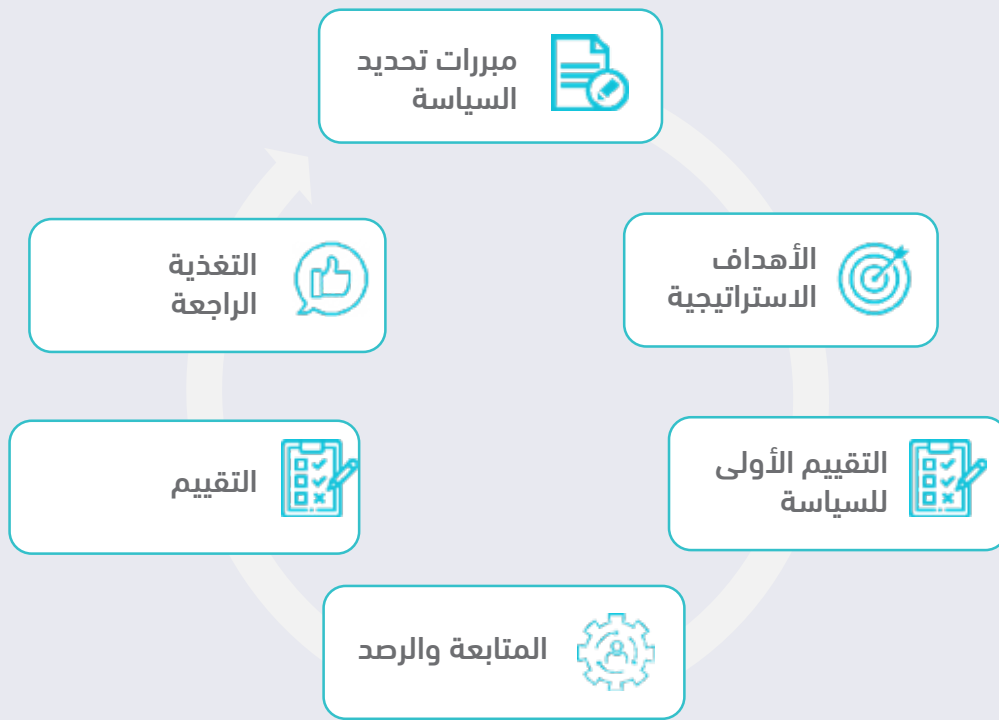 مبررات تحديد
السياسة
الأهداف
الاستراتيجية
التقييم الأولى
للسياسة
المتابعة والرصد
التقييم
التغذية
الراجعة